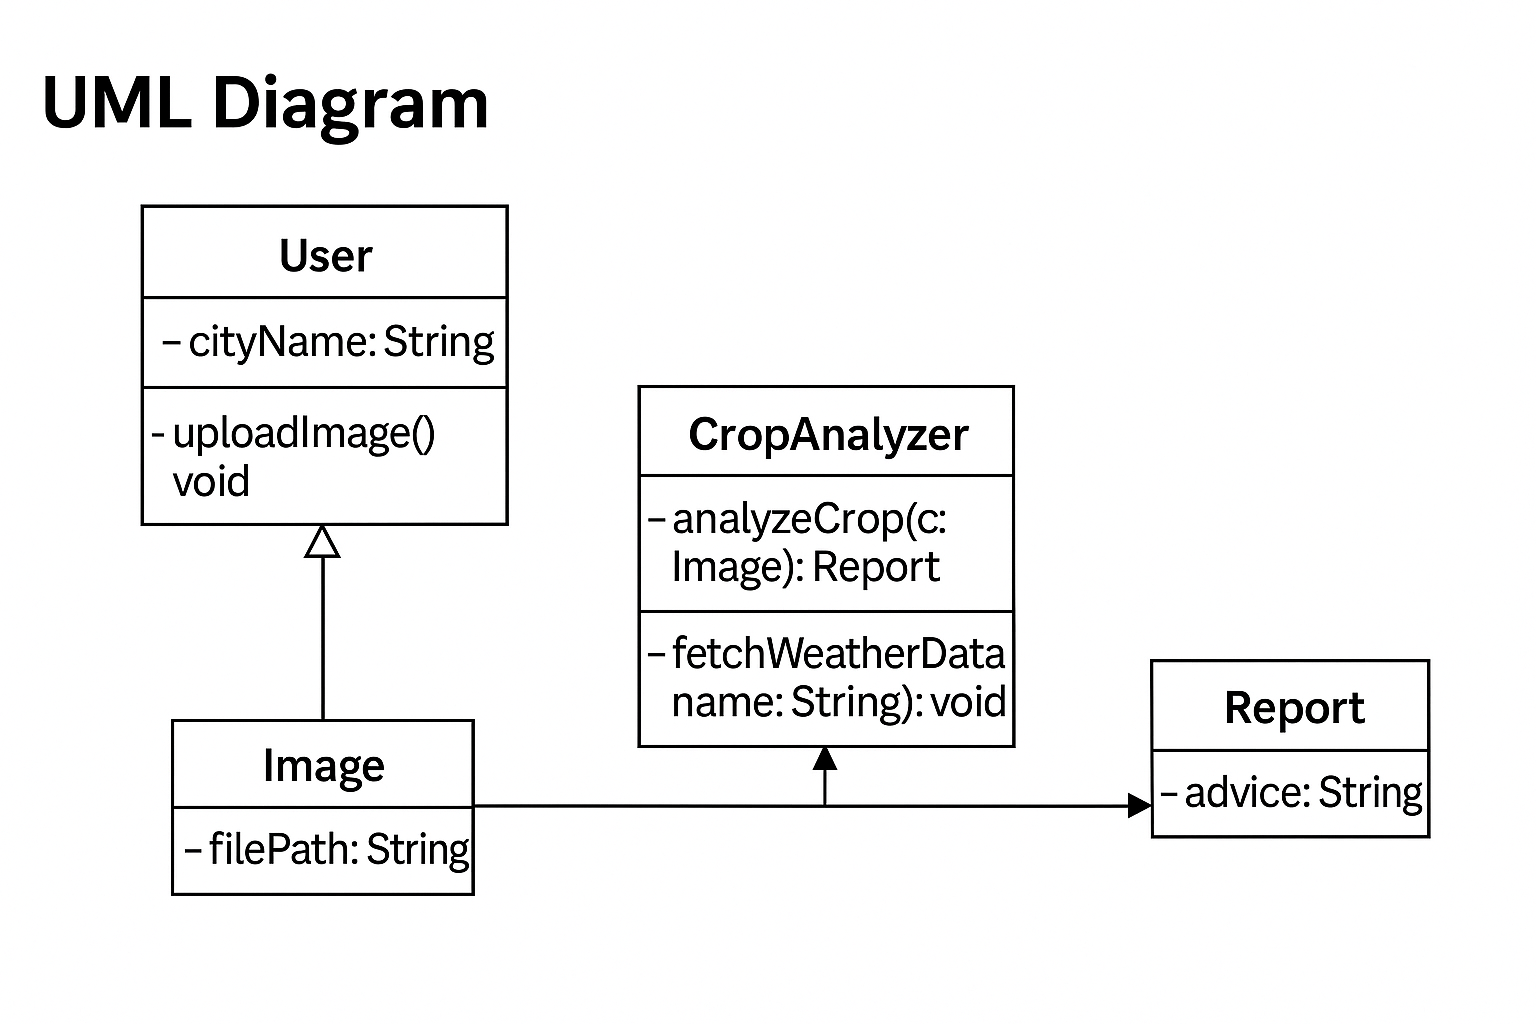 UML Diagram
User
– cityName: String
- uploadImage()
void
CropAnalyzer
– analyzeCrop(c:
Image): Report
– fetchWeatherData
name: String): void
Image
– filePath: String
Report
– advice: String